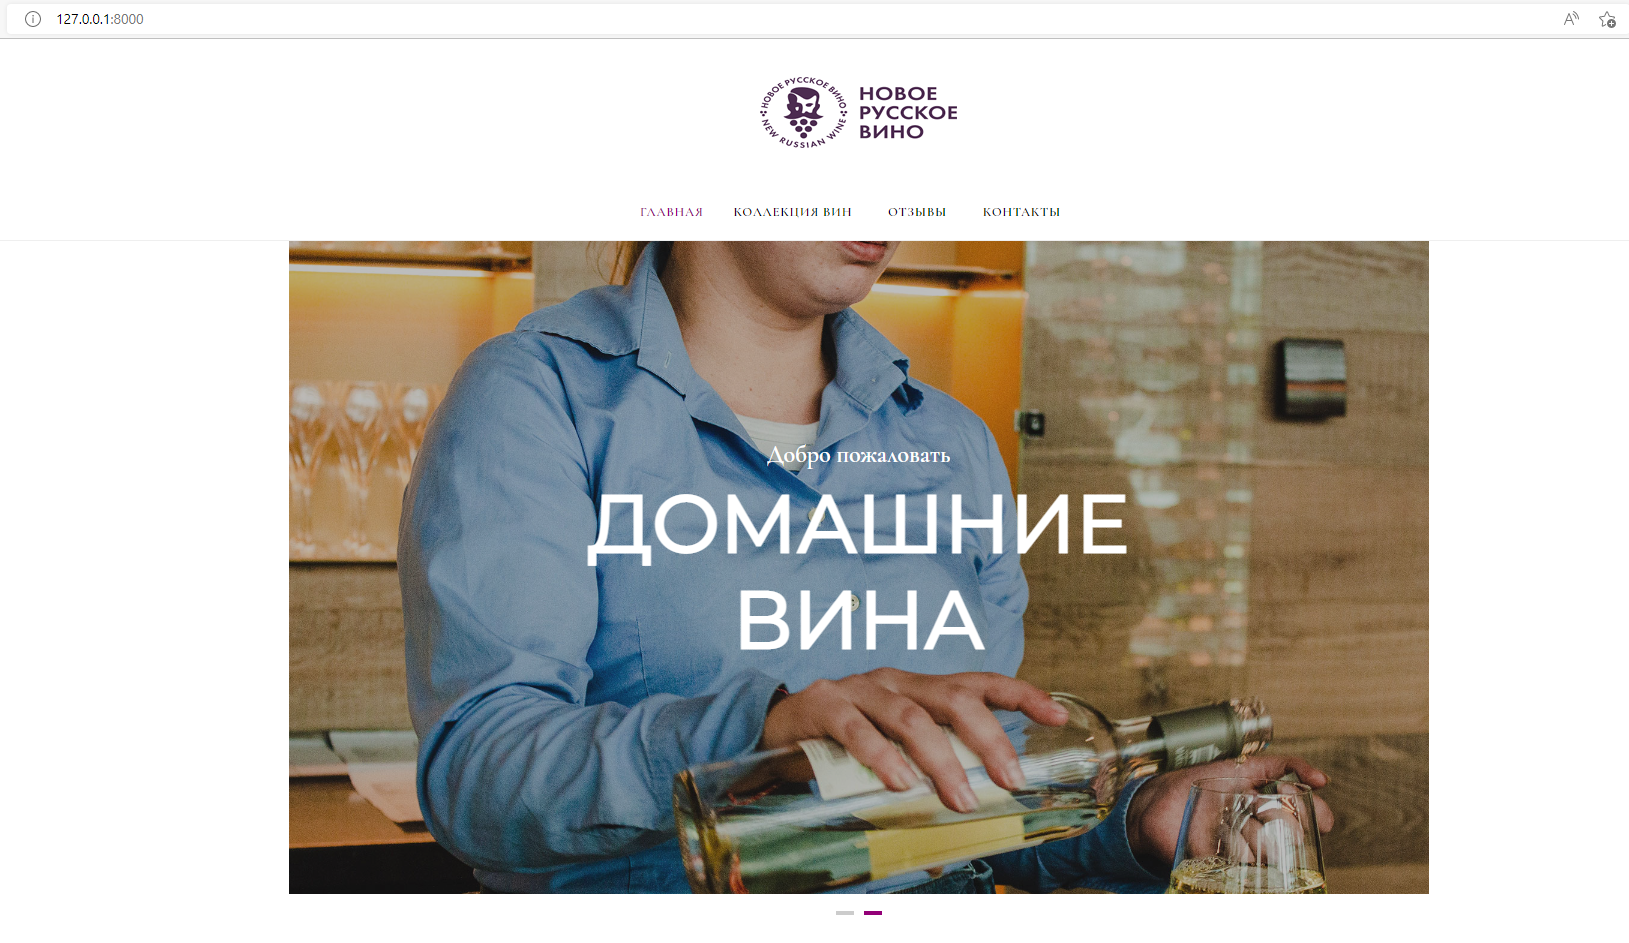 127.0.0.1:8000
НОВОЕ РУССКОЕ ВИНО
NEW RUSSIAN WINE
НОВОЕ
РУССКОЕ
ВИНО
ГЛАВНАЯ КОЛЛЕКЦИЯ ВИН ОТЗЫВЫ КОНТАКТЫ
Добро пожаловать
ДОМАШНИЕ
ВИНА